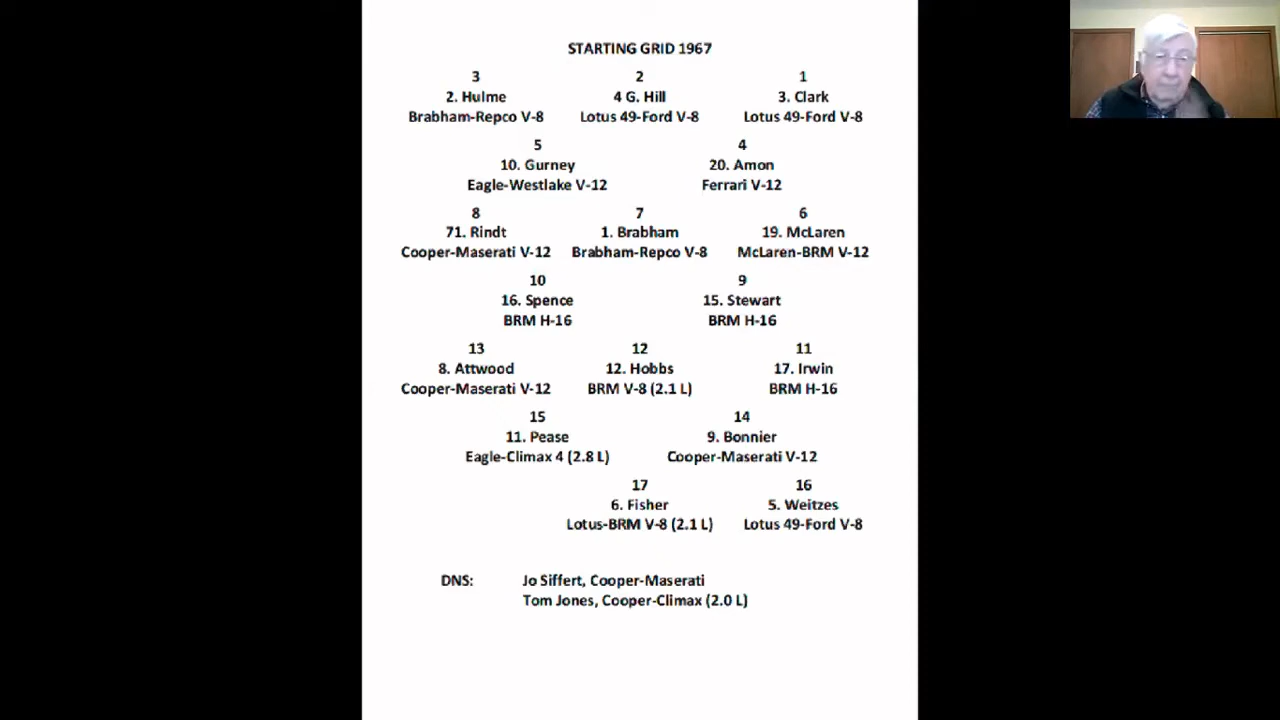 STARTING GRID 1967
3 2 1
2. Hulme 4 G. Hill 3. Clark
Brabham-Repco V-8 Lotus 49-Ford V-8 Lotus 49-Ford V-8
5 4
10. Gurney 20. Amon
Eagle-Westlake V-12 Ferrari V-12
8 7 6
71. Rindt 1. Brabham 19. McLaren
Cooper-Maserati V-12 Brabham-Repco V-8 McLaren-BRM V-12
10 9
16. Spence 15. Stewart
BRM H-16 BRM H-16
13 12 11
8. Attwood 12. Hobbs 17. Irwin
Cooper-Maserati V-12 BRM V-8 (2.1 L) BRM H-16
15 14
11. Pease 9. Bonnier
Eagle-Climax 4 (2.8 L) Cooper-Maserati V-12
17 16
6. Fisher 5. Weitzes
Lotus-BRM V-8 (2.1 L) Lotus 49-Ford V-8
DNS: Jo Siffert, Cooper-Maserati
Tom Jones, Cooper-Climax (2.0 L)